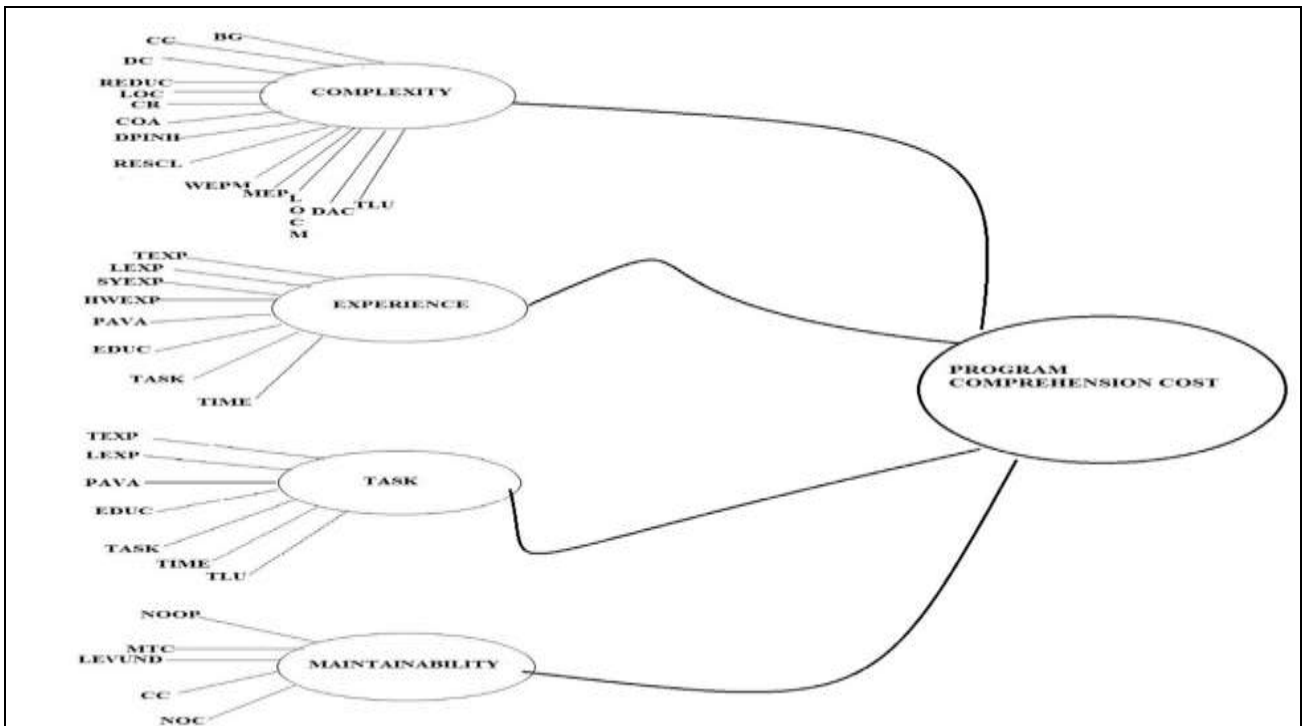 BG
CC
DC
REDUC
LOC
CR
COA
DPINH
RESCL
WEPM
MEP
LOCM
DAC
TLU
COMPLEXITY
TEXP
LEXP
SYEXP
HWEXP
PAVA
EDUC
TASK
TIME
EXPERIENCE
PROGRAM
COMPREHENSION COST
TEXP
LEXP
PAVA
EDUC
TASK
TIME
TLU
TASK
NOOP
MTC
LEVUND
CC
NOC
MAINTAINABILITY